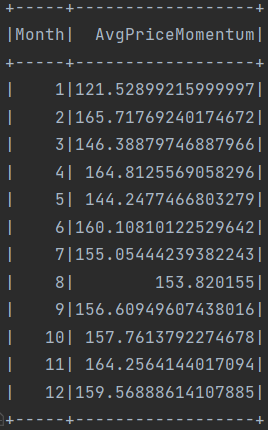 +-----+------------------+
|Month|  AvgPriceMomentum|
+-----+------------------+
|    1|121.52899215999997|
|    2|165.71769240174672|
|    3|146.38879746887966|
|    4| 164.8125569058296|
|    5| 144.2477466803279|
|    6|160.10810122529642|
|    7|155.05444239382243|
|    8|        153.820155|
|    9|156.60949607438016|
|   10| 157.7613792274678|
|   11| 164.2564144017094|
|   12|159.56888614107885|
+-----+------------------+